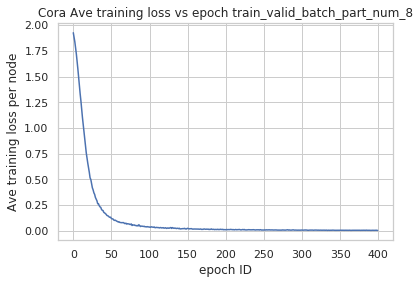 Cora Ave training loss vs epoch train_valid_batch_part_num_8
Ave training loss per node
2.00
1.75
1.50
1.25
1.00
0.75
0.50
0.25
0.00
0 50 100 150 200 250 300 350 400
epoch ID